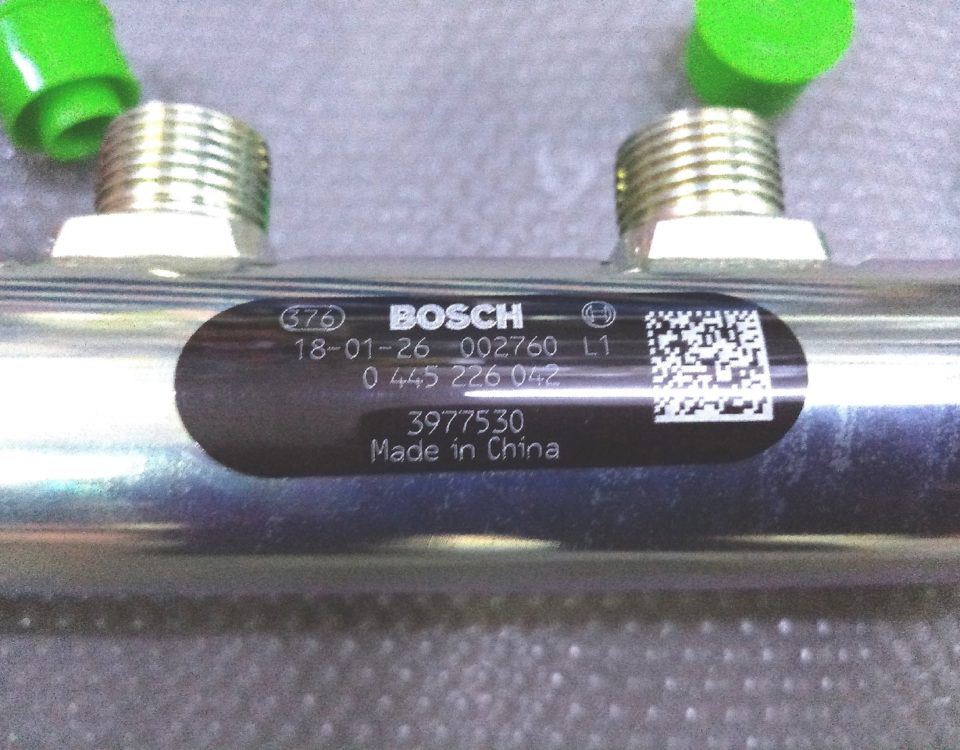 376 BOSCH
18-01-26 002760 L1
0 445 226 042
3977530
Made in China